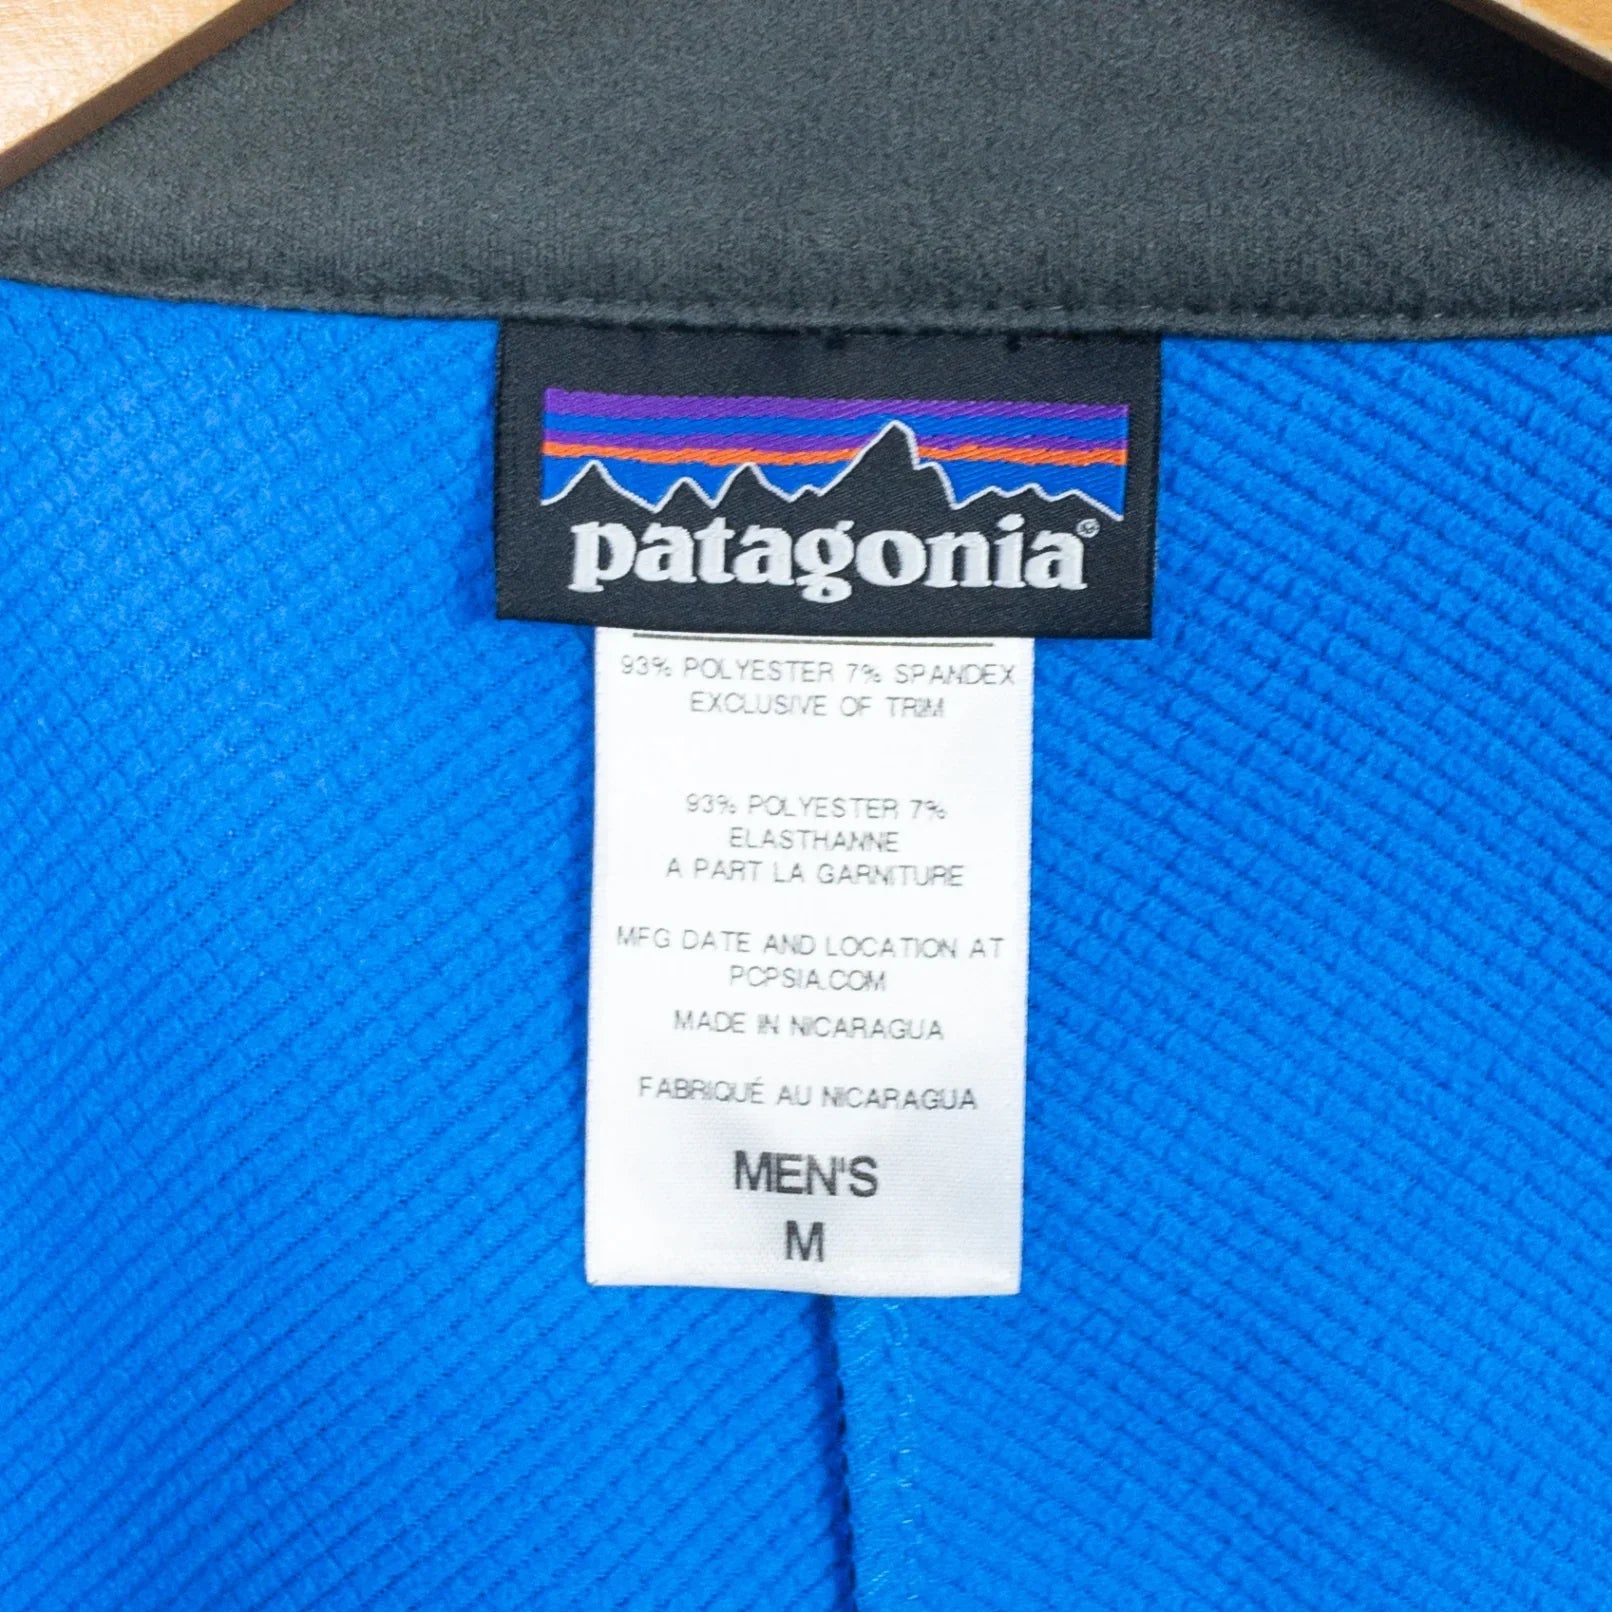 patagonia®
93% POLYESTER 7% SPANDEX
EXCLUSIVE OF TRIM
93% POLYESTER 7%
ELASTHANNE
A PART LA GARNITURE
MFG DATE AND LOCATION AT
PCPSIA.COM
MADE IN NICARAGUA
FABRIQUÉ AU NICARAGUA
MEN'S
M